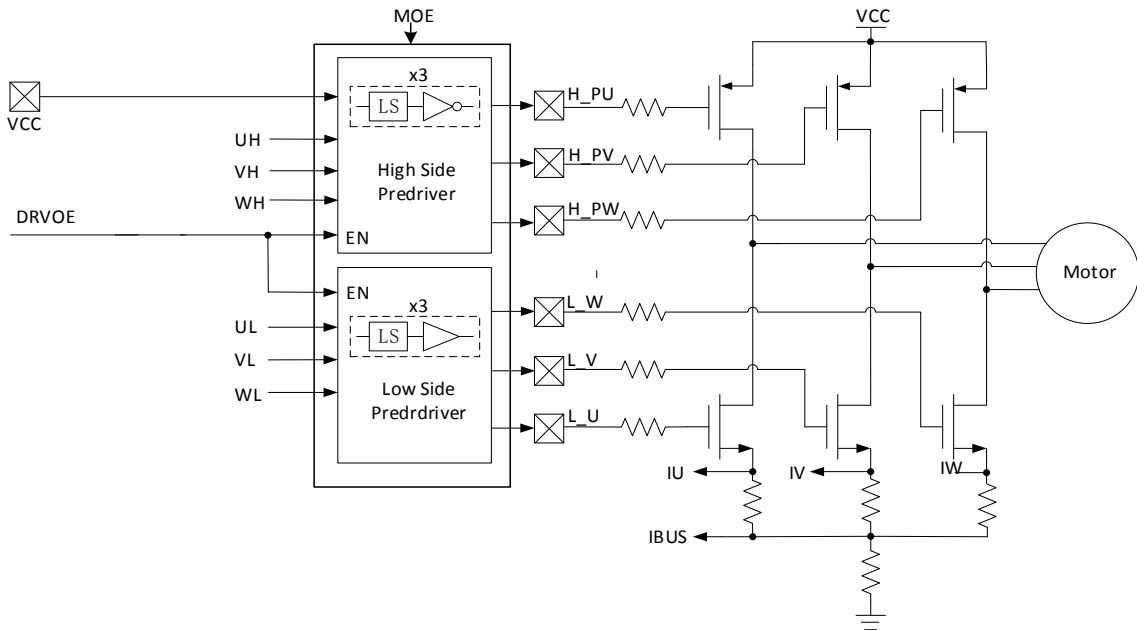 MOE
VCC
x3
LS
H_PU
VCC
UH
VH
High Side
Predriver
H_PV
WH
H_PW
DRVOE
EN
EN
Motor
x3
L_W
UL
LS
VL
L_V
WL
Low Side
Predrdriver
L_U
IU
IV
IW
IBUS